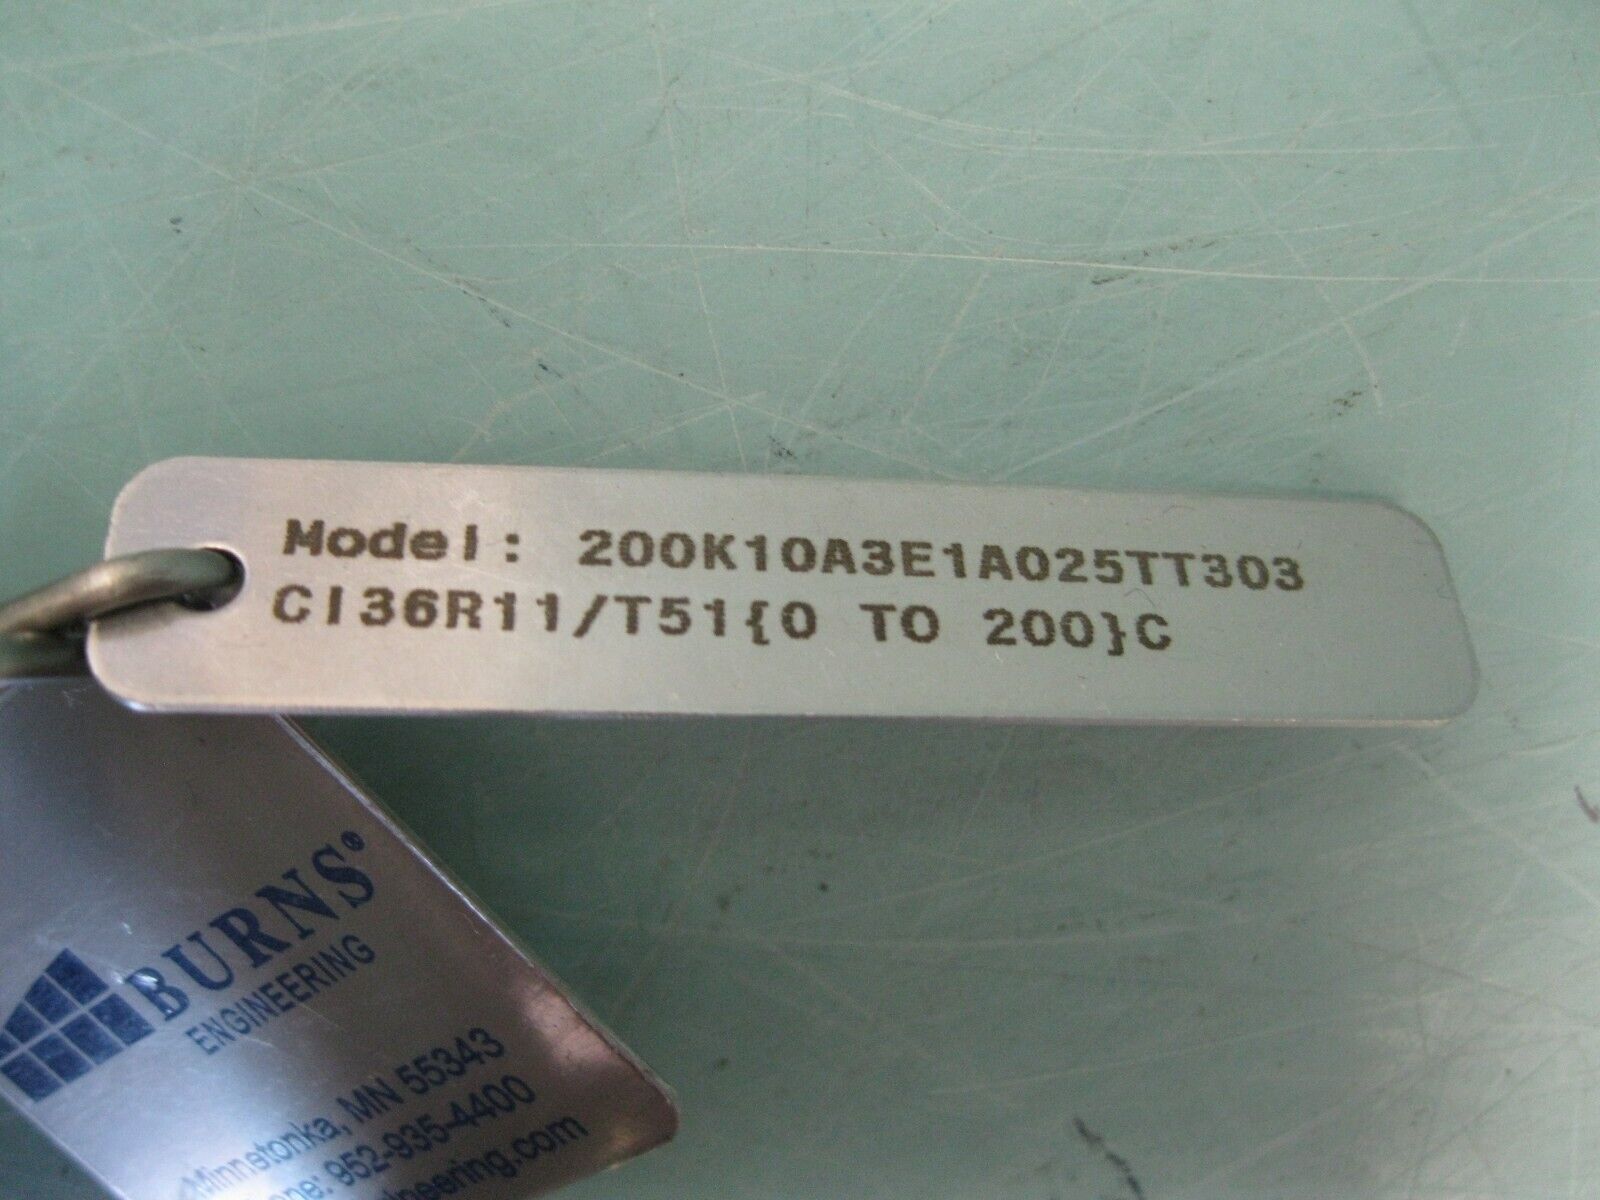 Model: 200K10A3E1A025TT303
CI36R11/T51{0 TO 200}C
BURNS®
ENGINEERING
Minnetonka, MN 55343
952-935-4400